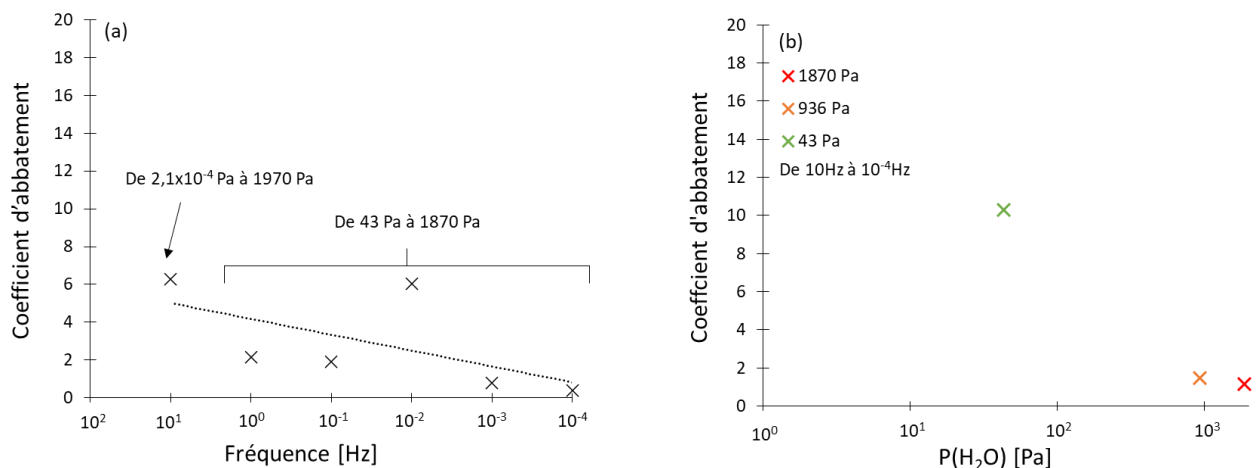 (a)
20
18
16
14
12
10
8
6
4
2
0
Coefficient d’abbatement
De 2,1x10⁻⁴ Pa à 1970 Pa
De 43 Pa à 1870 Pa
10² 10¹ 10⁰ 10⁻¹ 10⁻² 10⁻³ 10⁻⁴
Fréquence [Hz]
(b)
20
18
16
14
12
10
8
6
4
2
0
Coeffcient d'abbatement
1870 Pa
936 Pa
43 Pa
De 10Hz à 10⁻⁴Hz
10⁰ 10¹ 10² 10³
P(H₂O) [Pa]